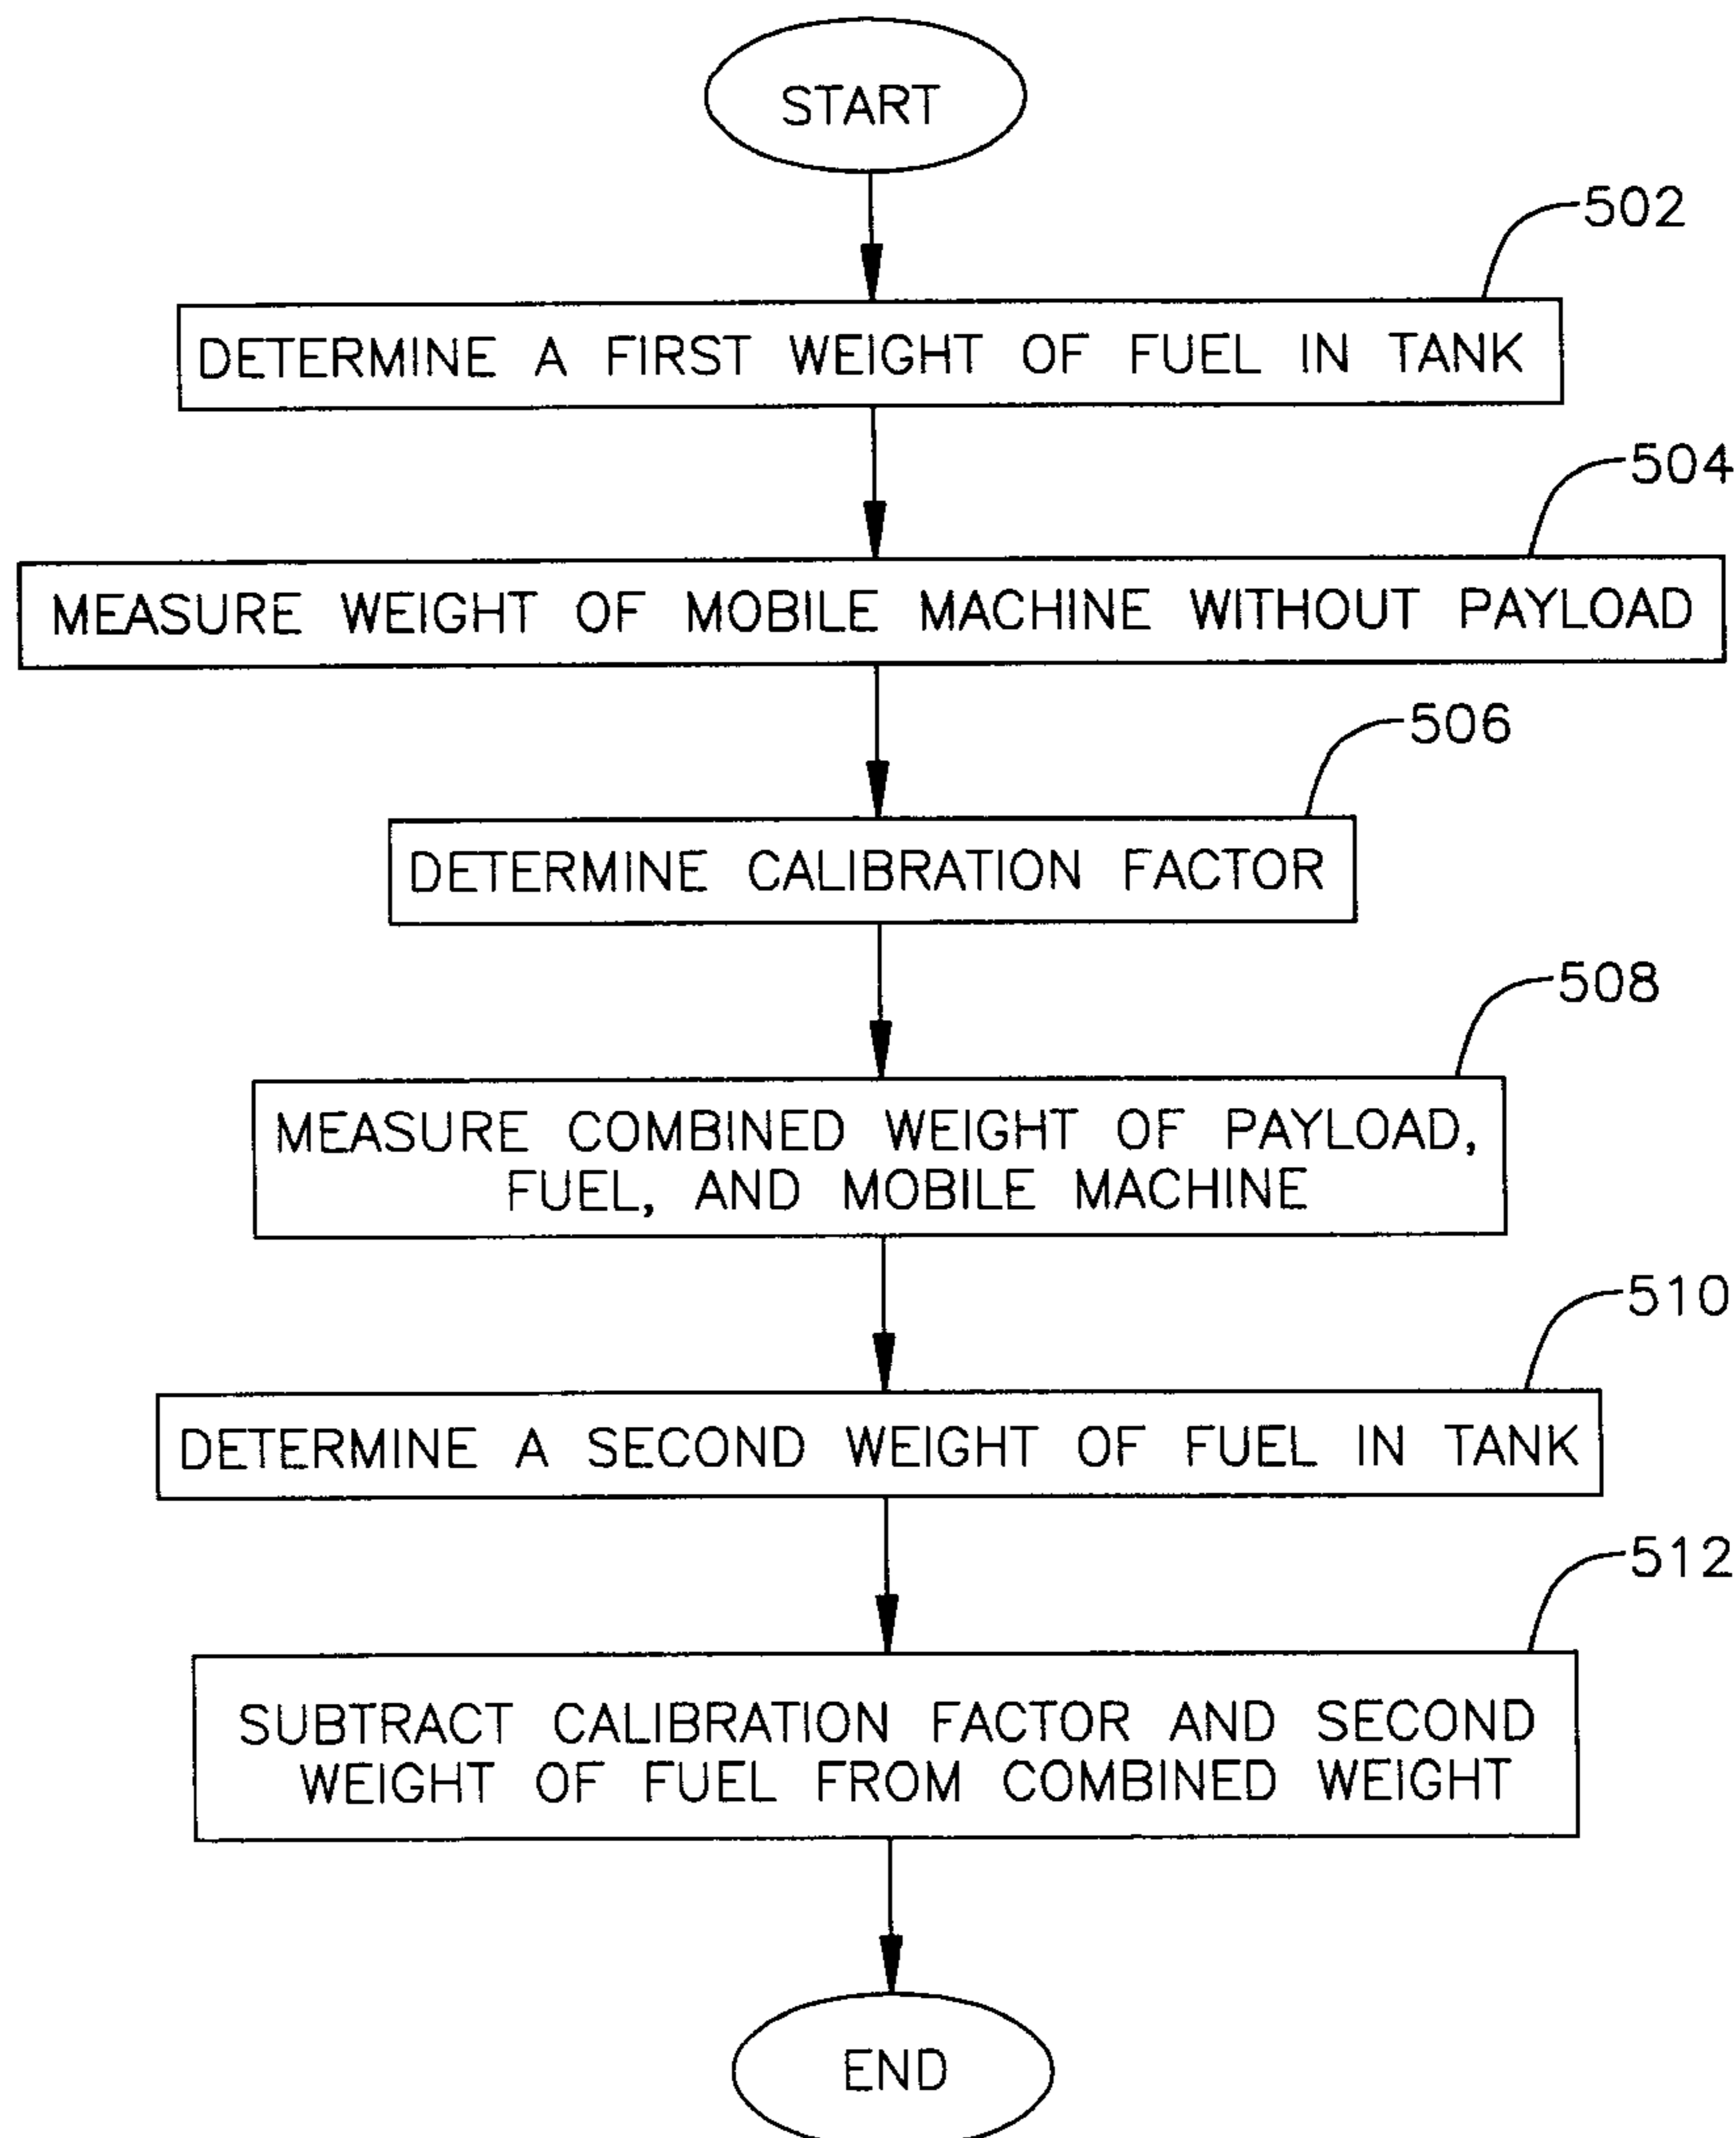 START
502
DETERMINE A FIRST WEIGHT OF FUEL IN TANK
504
MEASURE WEIGHT OF MOBILE MACHINE WITHOUT PAYLOAD
506
DETERMINE CALIBRATION FACTOR
508
MEASURE COMBINED WEIGHT OF PAYLOAD,
FUEL, AND MOBILE MACHINE
510
DETERMINE A SECOND WEIGHT OF FUEL IN TANK
512
SUBTRACT CALIBRATION FACTOR AND SECOND
WEIGHT OF FUEL FROM COMBINED WEIGHT
END